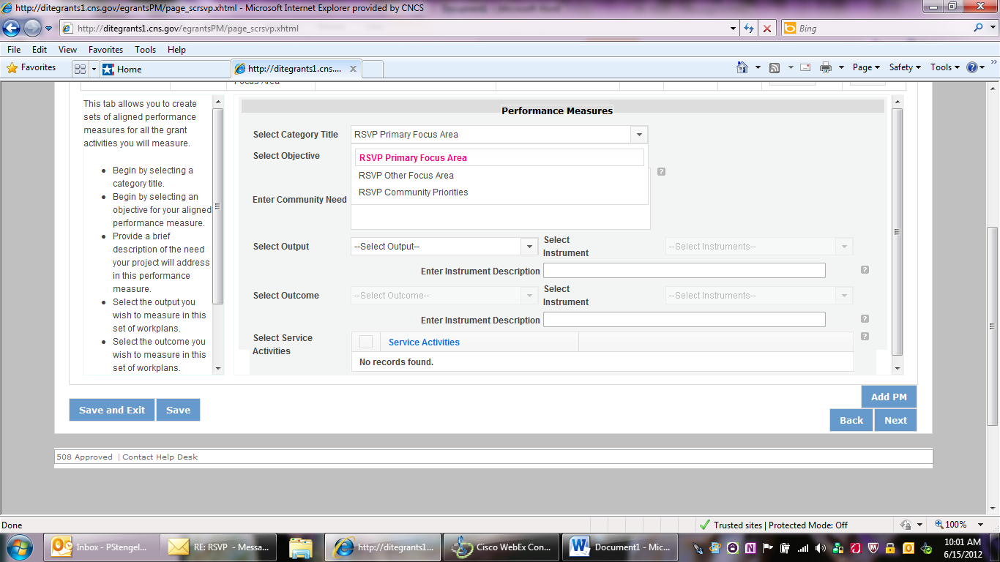 http://ditegrants1.cns.gov/egrantsPM/page_scrsvp.xhtml - Microsoft Internet Explorer provided by CNCS
http://ditegrants1.cns.gov/egrantsPM/page_scrsvp.xhtml
Bing
File Edit View Favorites Tools Help
Favorites
Home
http://ditegrants1.cns....
Page Safety Tools
Focus Area
This tab allows you to create
sets of aligned performance
measures for all the grant
activities you will measure.
Begin by selecting a
category title.
Begin by selecting an
objective for your aligned
performance measure.
Provide a brief
description of the need
your project will address
in this performance
measure.
Select the output you
wish to measure in this
set of workplans.
Select the outcome you
wish to measure in this
set of workplans.
Performance Measures
Select Category Title RSVP Primary Focus Area
Select Objective
RSVP Primary Focus Area
RSVP Other Focus Area
RSVP Community Priorities
Enter Community Need
Select Output --Select Output-- Select
Instrument --Select Instruments--
Enter Instrument Description
Select Outcome --Select Outcome-- Select
Instrument --Select Instruments--
Enter Instrument Description
Select Service
Activities
Service Activities
No records found.
Add PM
Save and Exit Save
Back Next
508 Approved | Contact Help Desk
Done
Trusted sites | Protected Mode: Off
100%
Inbox - PStengel...
RE: RSVP - Messa...
http://ditegrants1...
Cisco WebEx Con...
Document1 - Mic...
10:01 AM
6/15/2012